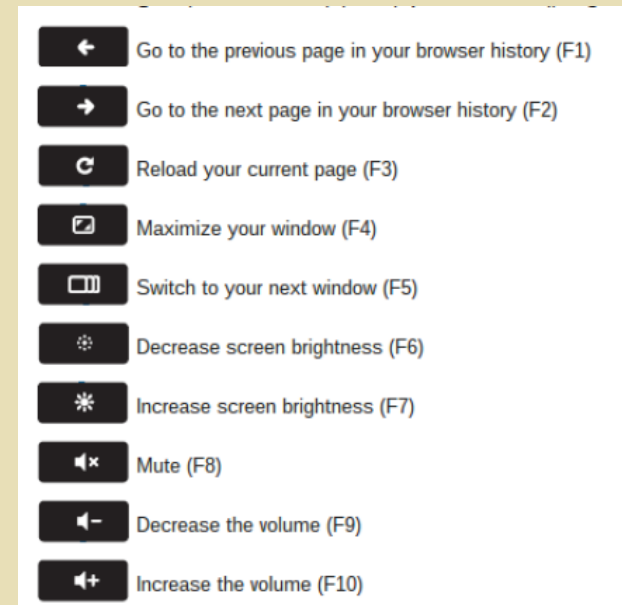 Go to the previous page in your browser history (F1)
Go to the next page in your browser history (F2)
Reload your current page (F3)
Maximize your window (F4)
Switch to your next window (F5)
Decrease screen brightness (F6)
Increase screen brightness (F7)
Mute (F8)
Decrease the volume (F9)
Increase the volume (F10)